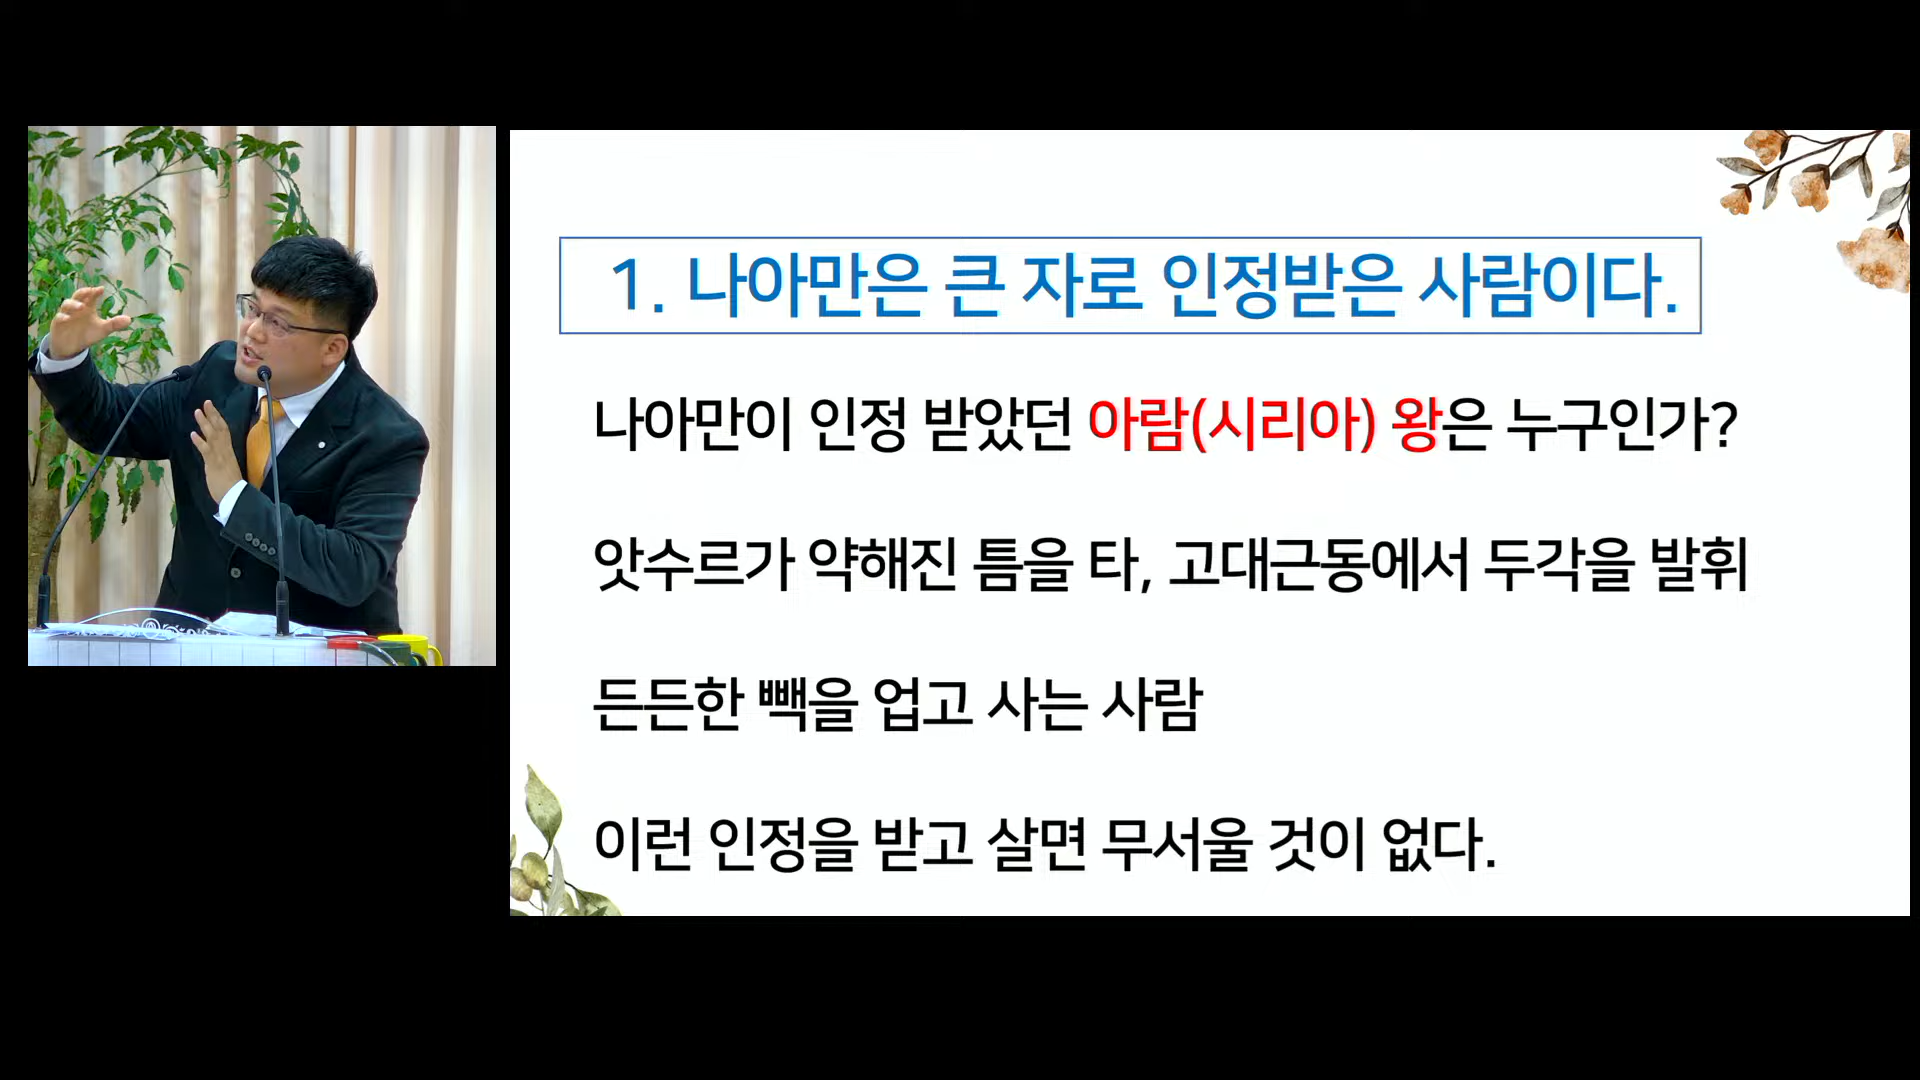 1. 나아만은 큰 자로 인정받은 사람이다.
나아만이 인정 받았던 아람(시리아) 왕은 누구인가?
앗수르가 약해진 틈을 타, 고대근동에서 두각을 발휘
든든한 빽을 업고 사는 사람
이런 인정을 받고 살면 무서울 것이 없다.